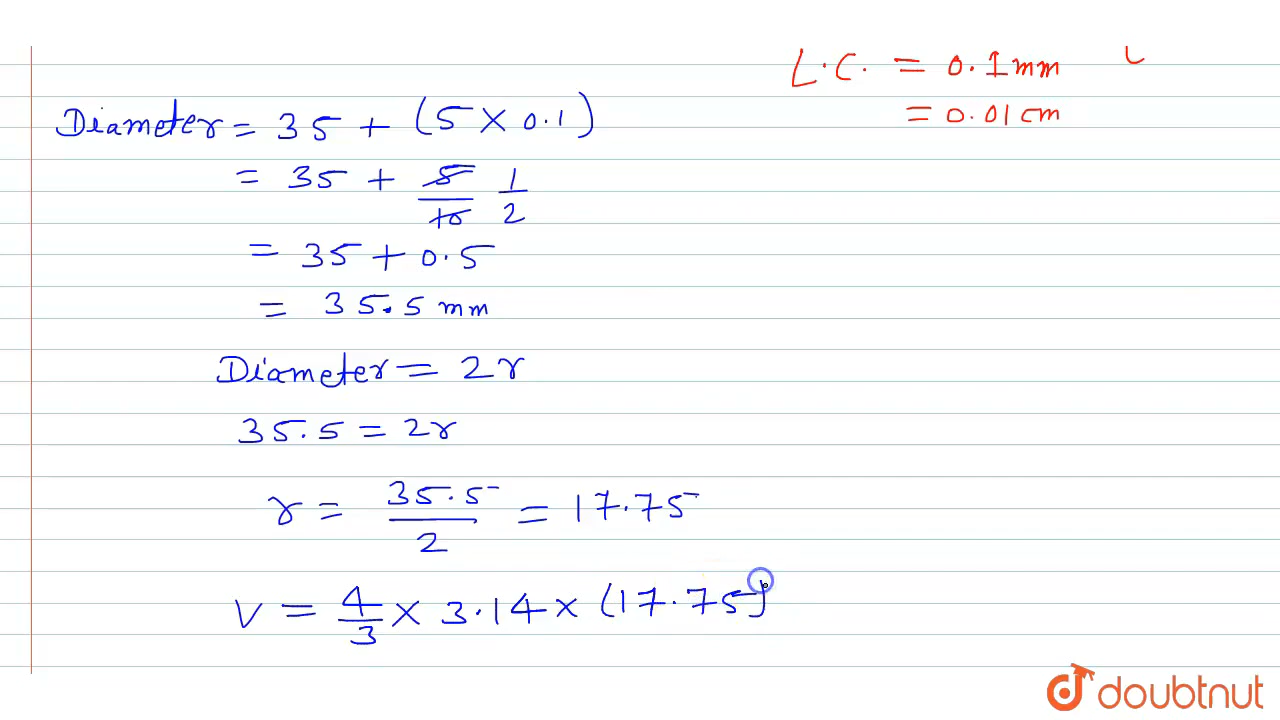 L.C. = 0.1mm
= 0.01cm
Diameter = 35 + (5 × 0.1)
= 35 + 5/10 1/2
= 35 + 0.5
= 35.5 mm
Diameter = 2r
35.5 = 2r
r = 35.5/2 = 17.75
V = 4/3 × 3.14 × (17.75)
doubtnut